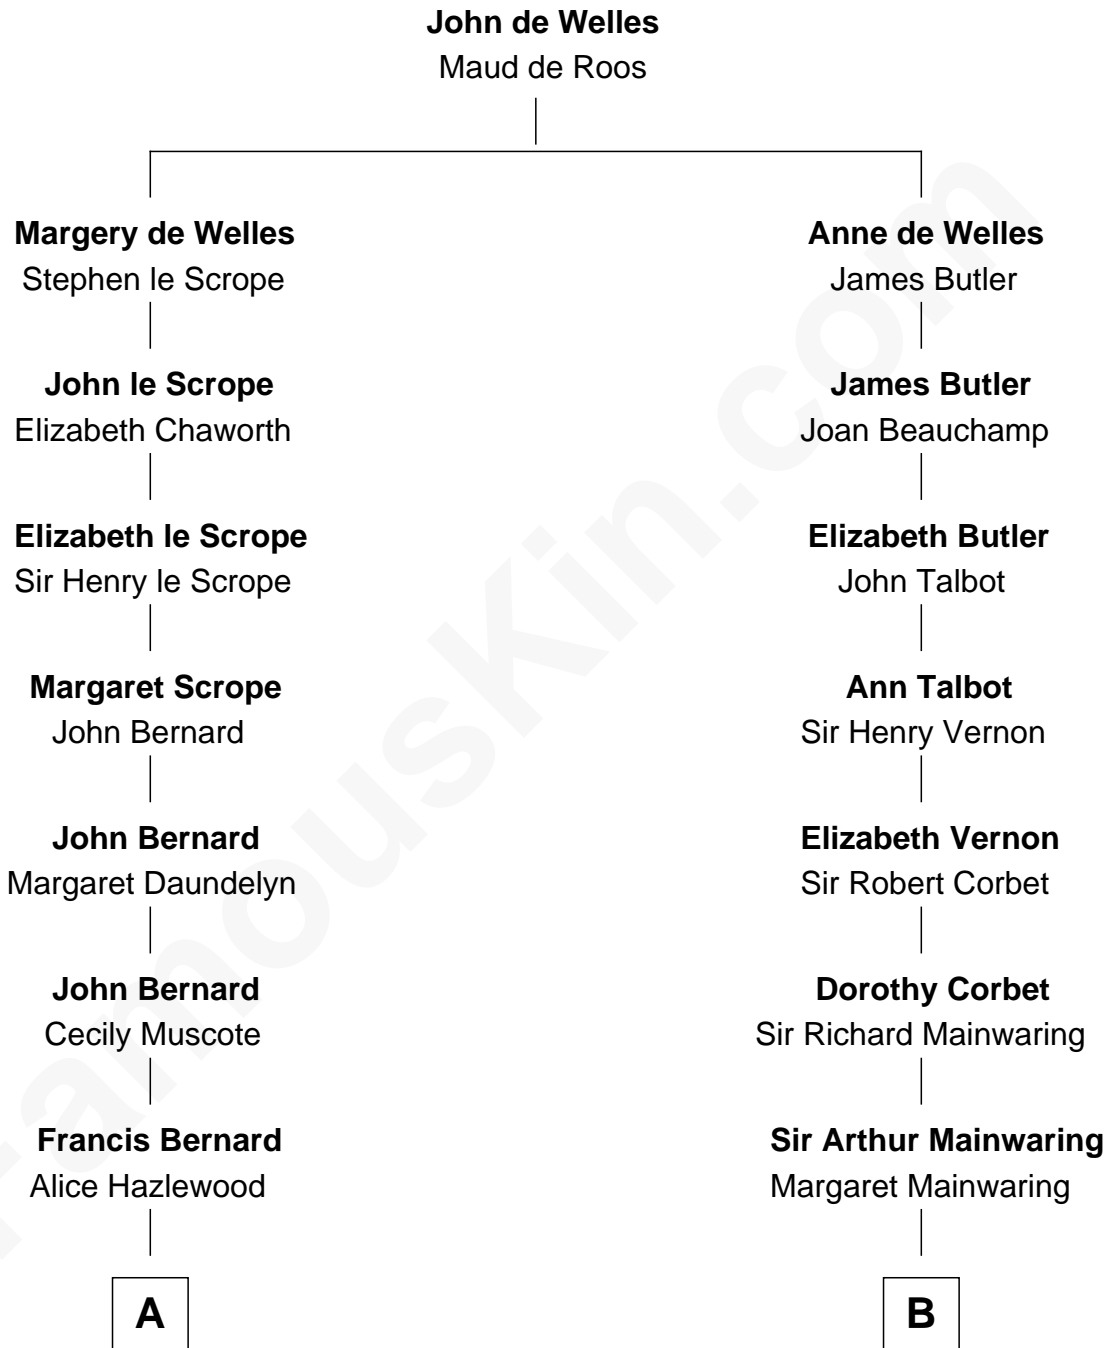 John de Welles
Maud de Roos
Margery de Welles
Stephen le Scrope
John le Scrope
Elizabeth Chaworth
Elizabeth le Scrope
Sir Henry le Scrope
Margaret Scrope
John Bernard
John Bernard
Margaret Daundelyn
John Bernard
Cecily Muscote
Francis Bernard
Alice Hazlewood
A
Anne de Welles
James Butler
James Butler
Joan Beauchamp
Elizabeth Butler
John Talbot
Ann Talbot
Sir Henry Vernon
Elizabeth Vernon
Sir Robert Corbet
Dorothy Corbet
Sir Richard Mainwaring
Sir Arthur Mainwaring
Margaret Mainwaring
B
FamousKin.com